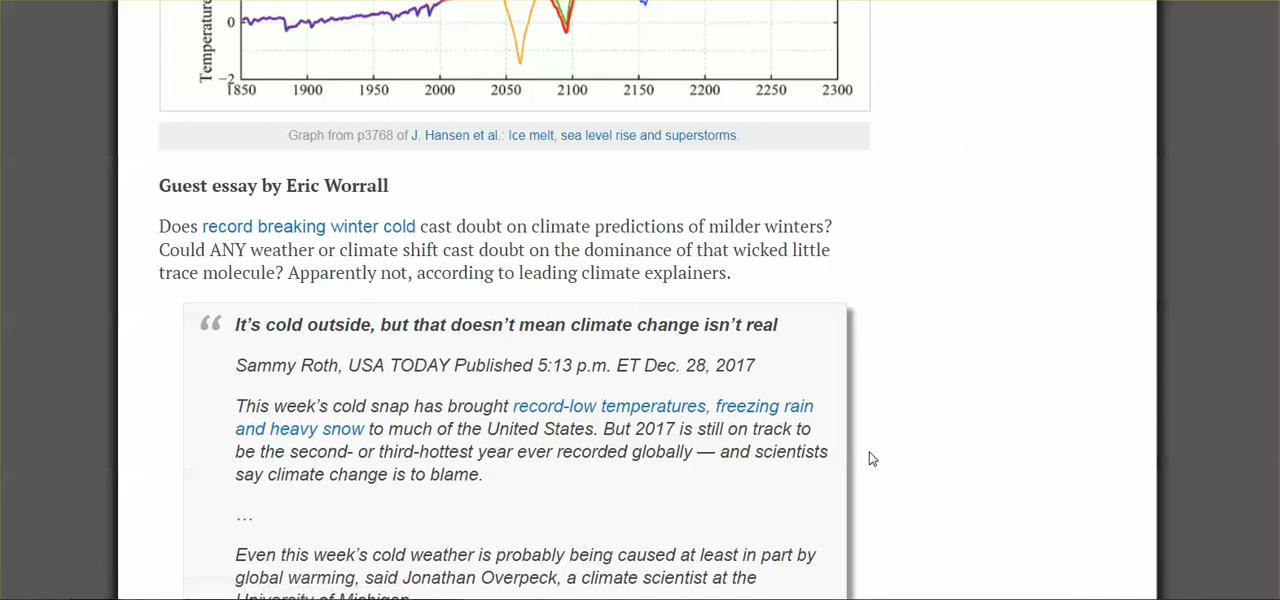 Temperature
0
−2
1850 1900 1950 2000 2050 2100 2150 2200 2250 2300
Graph from p3768 of J. Hansen et al.: Ice melt, sea level rise and superstorms.
Guest essay by Eric Worrall
Does record breaking winter cold cast doubt on climate predictions of milder winters?
Could ANY weather or climate shift cast doubt on the dominance of that wicked little
trace molecule? Apparently not, according to leading climate explainers.
“ It’s cold outside, but that doesn’t mean climate change isn’t real
Sammy Roth, USA TODAY Published 5:13 p.m. ET Dec. 28, 2017
This week’s cold snap has brought record-low temperatures, freezing rain
and heavy snow to much of the United States. But 2017 is still on track to
be the second- or third-hottest year ever recorded globally — and scientists
say climate change is to blame.
…
Even this week’s cold weather is probably being caused at least in part by
global warming, said Jonathan Overpeck, a climate scientist at the
University of Michigan